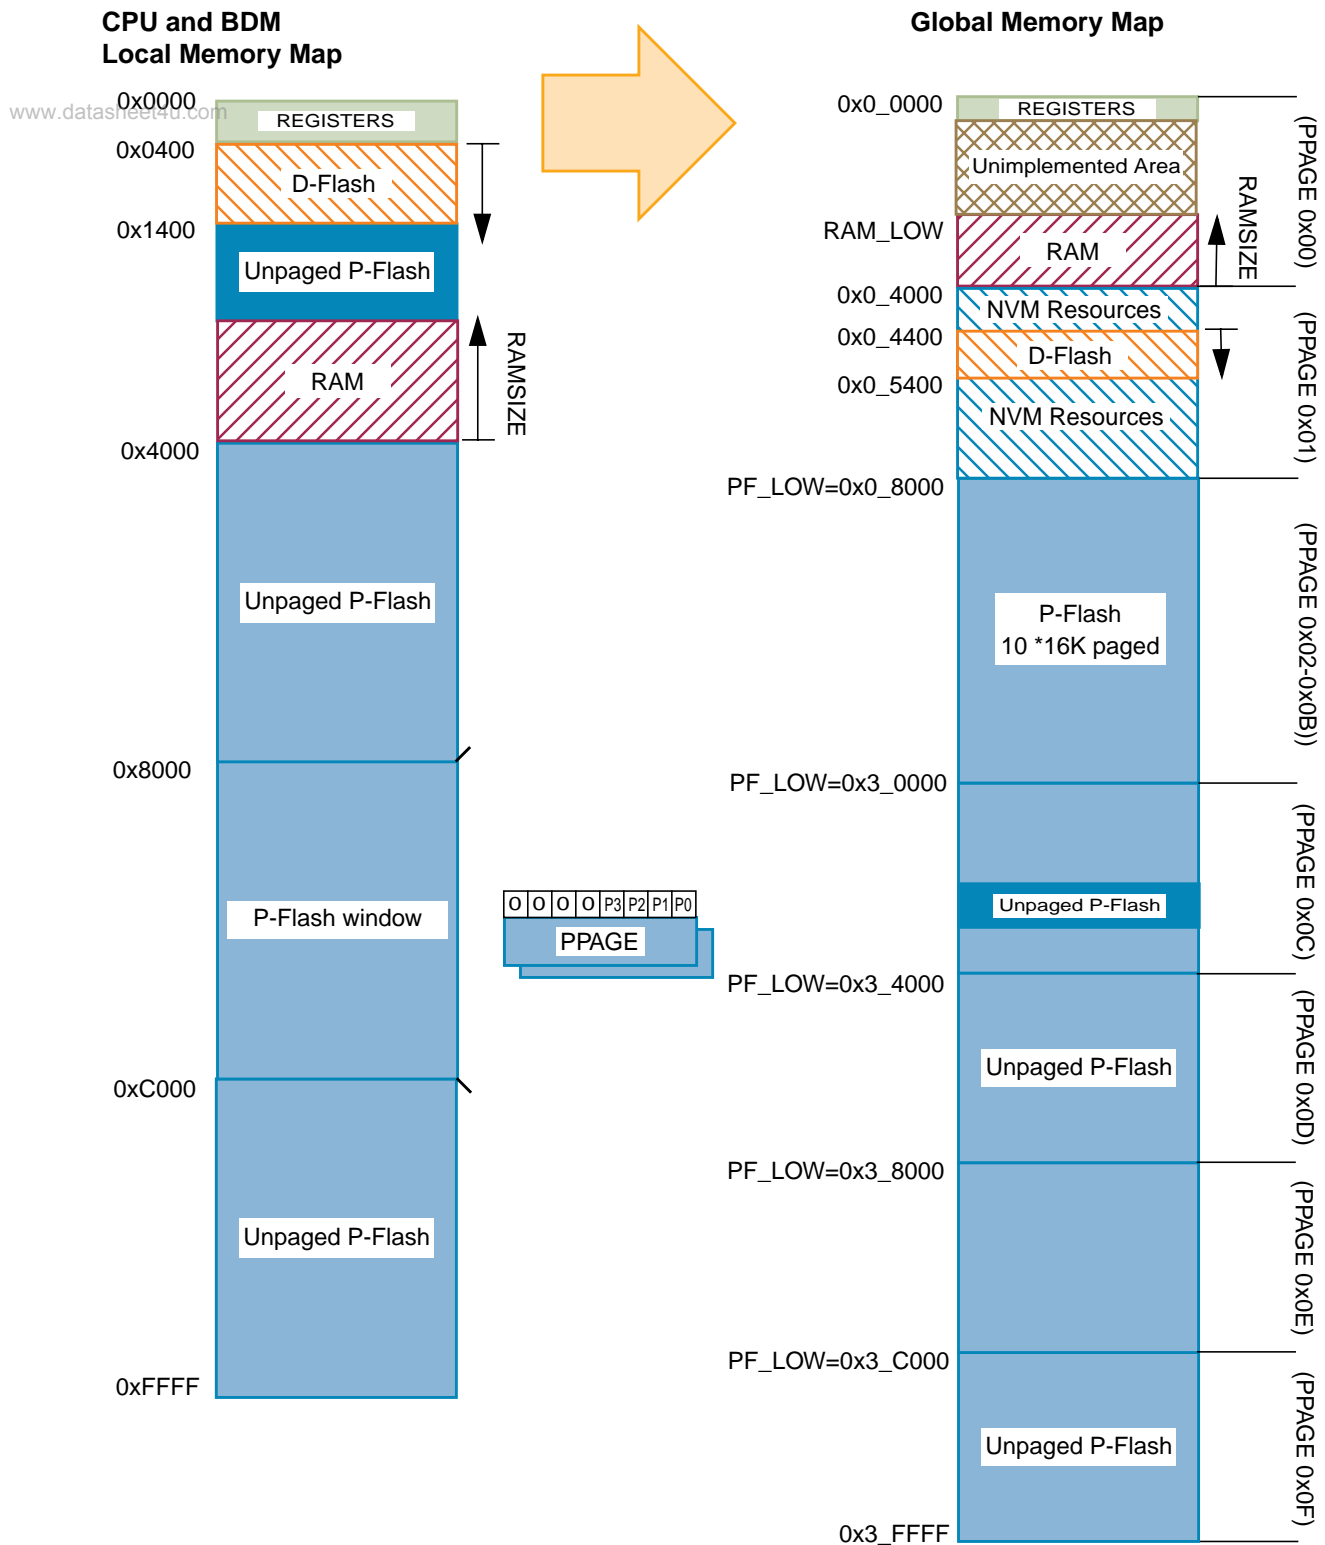 CPU and BDM
Local Memory Map
www.datasheet4u.com
0x0000
REGISTERS
0x0400
D-Flash
0x1400
Unpaged P-Flash
RAM
RAMSIZE
0x4000
Unpaged P-Flash
0x8000
P-Flash window
0xC000
Unpaged P-Flash
0xFFFF
0 0 0 0 P3 P2 P1 P0
PPAGE
Global Memory Map
0x0_0000
REGISTERS
Unimplemented Area
(PPAGE 0x00)
RAM_LOW
RAM
RAMSIZE
0x0_4000
NVM Resources
0x0_4400
D-Flash
(PPAGE 0x01)
0x0_5400
NVM Resources
PF_LOW=0x0_8000
P-Flash
10 *16K paged
(PPAGE 0x02-0x0B))
PF_LOW=0x3_0000
Unpaged P-Flash
(PPAGE 0x0C)
PF_LOW=0x3_4000
Unpaged P-Flash
(PPAGE 0x0D)
PF_LOW=0x3_8000
(PPAGE 0x0E)
PF_LOW=0x3_C000
Unpaged P-Flash
(PPAGE 0x0F)
0x3_FFFF